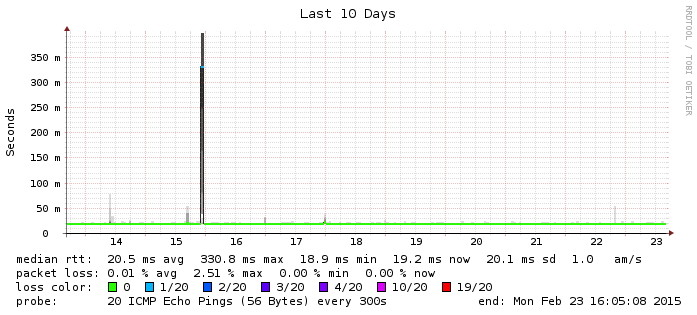 Last 10 Days
RRDTOOL / TOBI OETIKER
Seconds
350 m
300 m
250 m
200 m
150 m
100 m
50 m
0
14 15 16 17 18 19 20 21 22 23
median rtt: 20.5 ms avg 330.8 ms max 18.9 ms min 19.2 ms now 20.1 ms sd 1.0 am/s
packet loss: 0.01 % avg 2.51 % max 0.00 % min 0.00 % now
loss color: 0 1/20 2/20 3/20 4/20 10/20 19/20
probe: 20 ICMP Echo Pings (56 Bytes) every 300s end: Mon Feb 23 16:05:08 2015